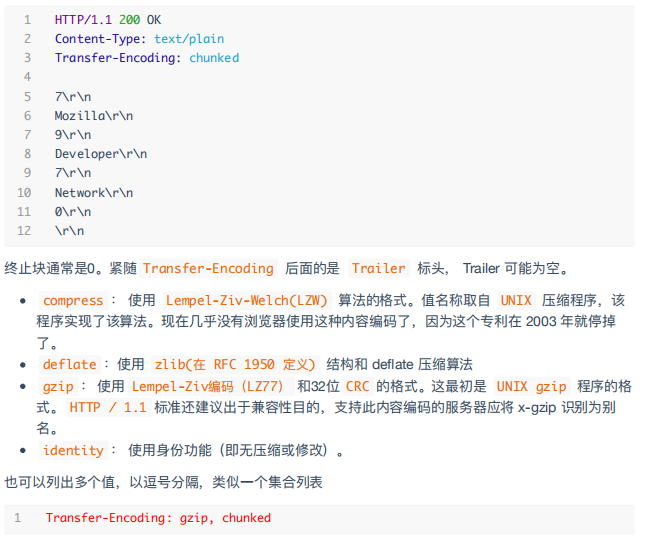 1 HTTP/1.1 200 OK
2 Content-Type: text/plain
3 Transfer-Encoding: chunked
4
5 7\r\n
6 Mozilla\r\n
7 9\r\n
8 Developer\r\n
9 7\r\n
10 Network\r\n
11 0\r\n
12 \r\n
终止块通常是0。紧随 Transfer-Encoding 后面的是 Trailer 标头， Trailer 可能为空。
• compress ： 使用 Lempel-Ziv-Welch(LZW) 算法的格式。值名称取自 UNIX 压缩程序，该
程序实现了该算法。现在几乎没有浏览器使用这种内容编码了，因为这个专利在 2003 年就停掉
了。
• deflate ：使用 zlib(在 RFC 1950 定义) 结构和 deflate 压缩算法
• gzip ： 使用 Lempel-Ziv编码（LZ77） 和32位 CRC 的格式。这最初是 UNIX gzip 程序的格
式。 HTTP / 1.1 标准还建议出于兼容性目的，支持此内容编码的服务器应将 x-gzip 识别为别
名。
• identity ： 使用身份功能（即无压缩或修改）。
也可以列出多个值，以逗号分隔，类似一个集合列表
1 Transfer-Encoding: gzip, chunked